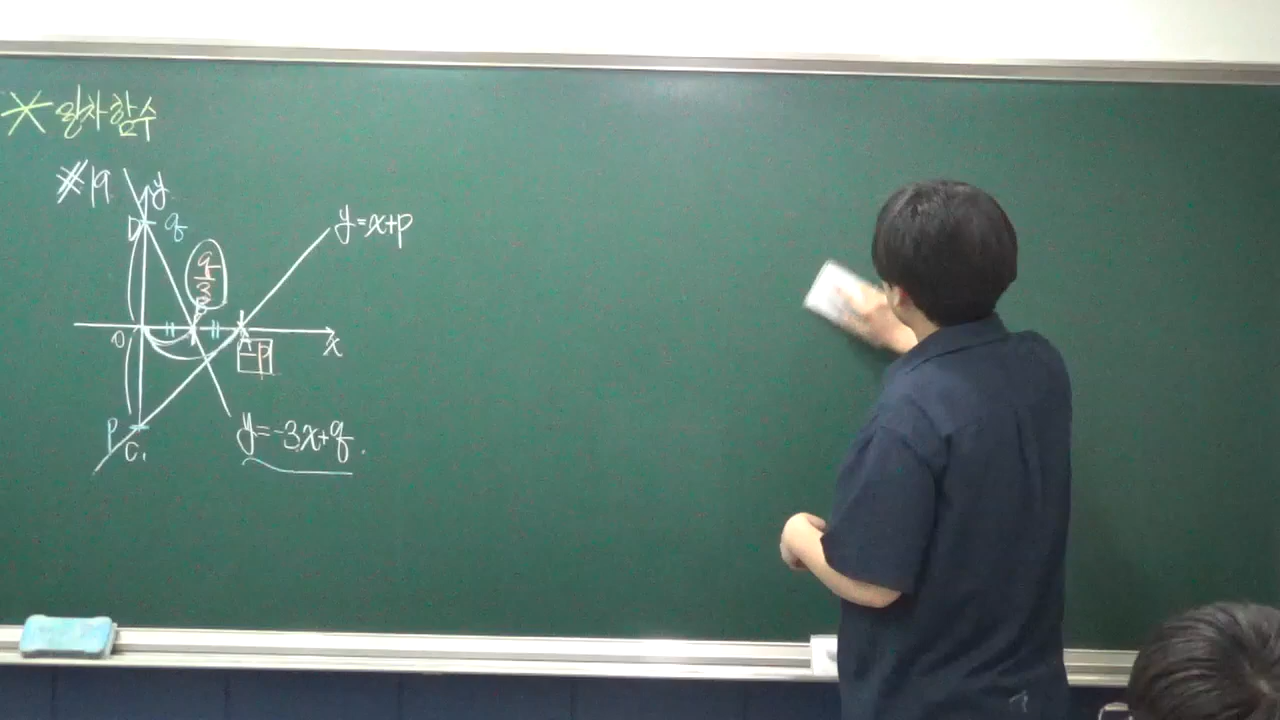 * 일차함수
#19
y
D
q
q/3
B
y=x+p
O
A
-p
x
P
C
y=-3x+q